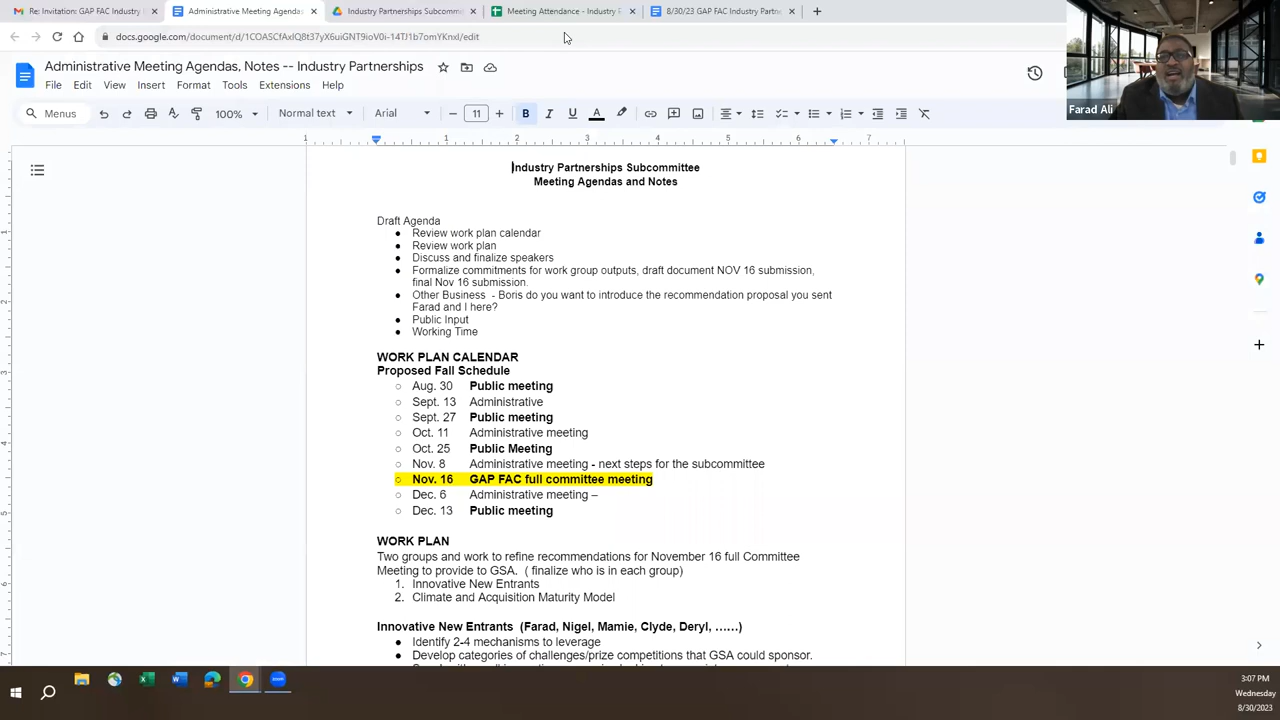 Re: Invitation: GAP FAC Industry
Administrative Meeting Agendas
Industry Partnerships Subcomm
Meeting Attendance - Industry
8/30/23 GAP FAC Industry Partn
docs.google.com/document/d/
/edit
Administrative Meeting Agendas, Notes -- Industry Partnerships
File Edit View Insert Format Tools Extensions Help
Farad Ali
Menus 100% Normal text Arial 11 B I U A
1 1 2 3 4 5 6 7
Industry Partnerships Subcommittee
Meeting Agendas and Notes
Draft Agenda
● Review work plan calendar
● Review work plan
● Discuss and finalize speakers
● Formalize commitments for work group outputs, draft document NOV 16 submission,
final Nov 16 submission.
● Other Business - Boris do you want to introduce the recommendation proposal you sent
Farad and I here?
● Public Input
● Working Time
WORK PLAN CALENDAR
Proposed Fall Schedule
○ Aug. 30 Public meeting
○ Sept. 13 Administrative
○ Sept. 27 Public meeting
○ Oct. 11 Administrative meeting
○ Oct. 25 Public Meeting
○ Nov. 8 Administrative meeting - next steps for the subcommittee
○ Nov. 16 GAP FAC full committee meeting
○ Dec. 6 Administrative meeting –
○ Dec. 13 Public meeting
WORK PLAN
Two groups and work to refine recommendations for November 16 full Committee
Meeting to provide to GSA. ( finalize who is in each group)
1. Innovative New Entrants
2. Climate and Acquisition Maturity Model
Innovative New Entrants (Farad, Nigel, Mamie, Clyde, Deryl, ......)
● Identify 2-4 mechanisms to leverage
● Develop categories of challenges/prize competitions that GSA could sponsor.
3:07 PM
Wednesday
8/30/2023